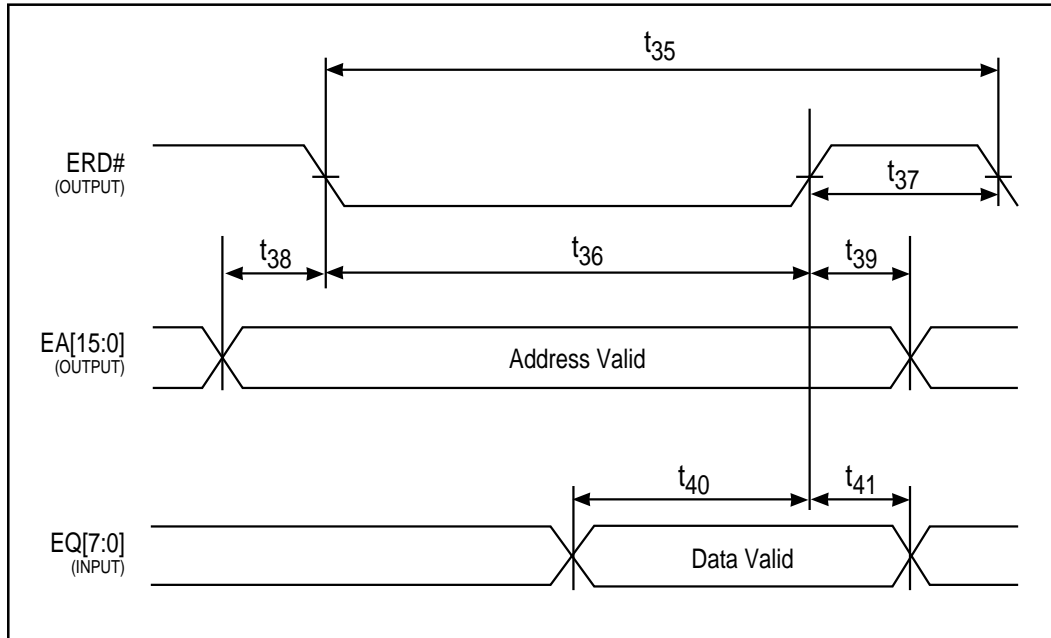 t35
ERD#
(OUTPUT)
t37
t38
t36
t39
EA[15:0]
(OUTPUT)
Address Valid
t40
t41
EQ[7:0]
(INPUT)
Data Valid